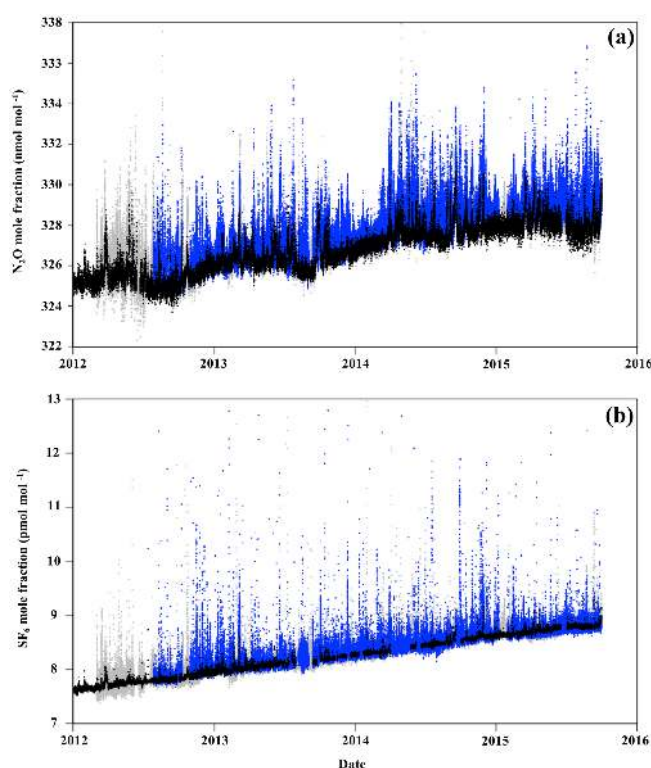 (a)
338
333
334
332
330
328
326
324
322
N₂O mole fraction (nmol mol⁻¹)
2012 2013 2014 2015 2016
(b)
13
12
11
10
9
8
7
SF₆ mole fraction (pmol mol⁻¹)
2012 2013 2014 2015 2016
Date